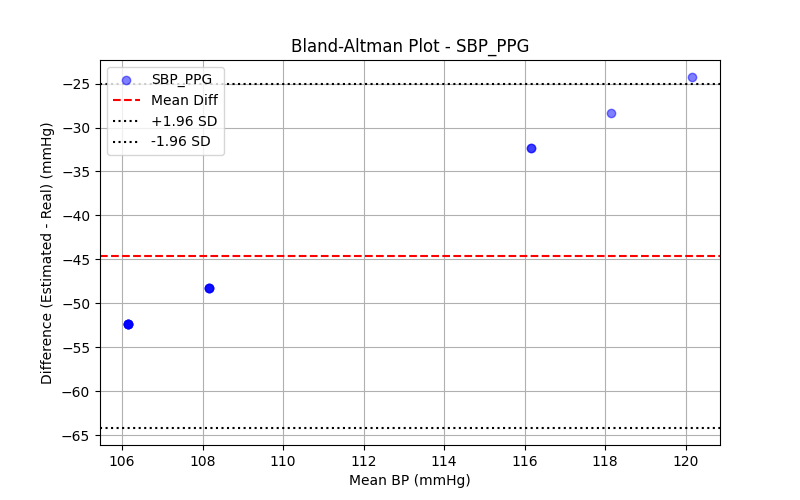 Bland-Altman Plot - SBP_PPG
SBP_PPG
Mean Diff
+1.96 SD
-1.96 SD
Difference (Estimated - Real) (mmHg)
−25
−30
−35
−40
−45
−50
−55
−60
−65
106 108 110 112 114 116 118 120
Mean BP (mmHg)